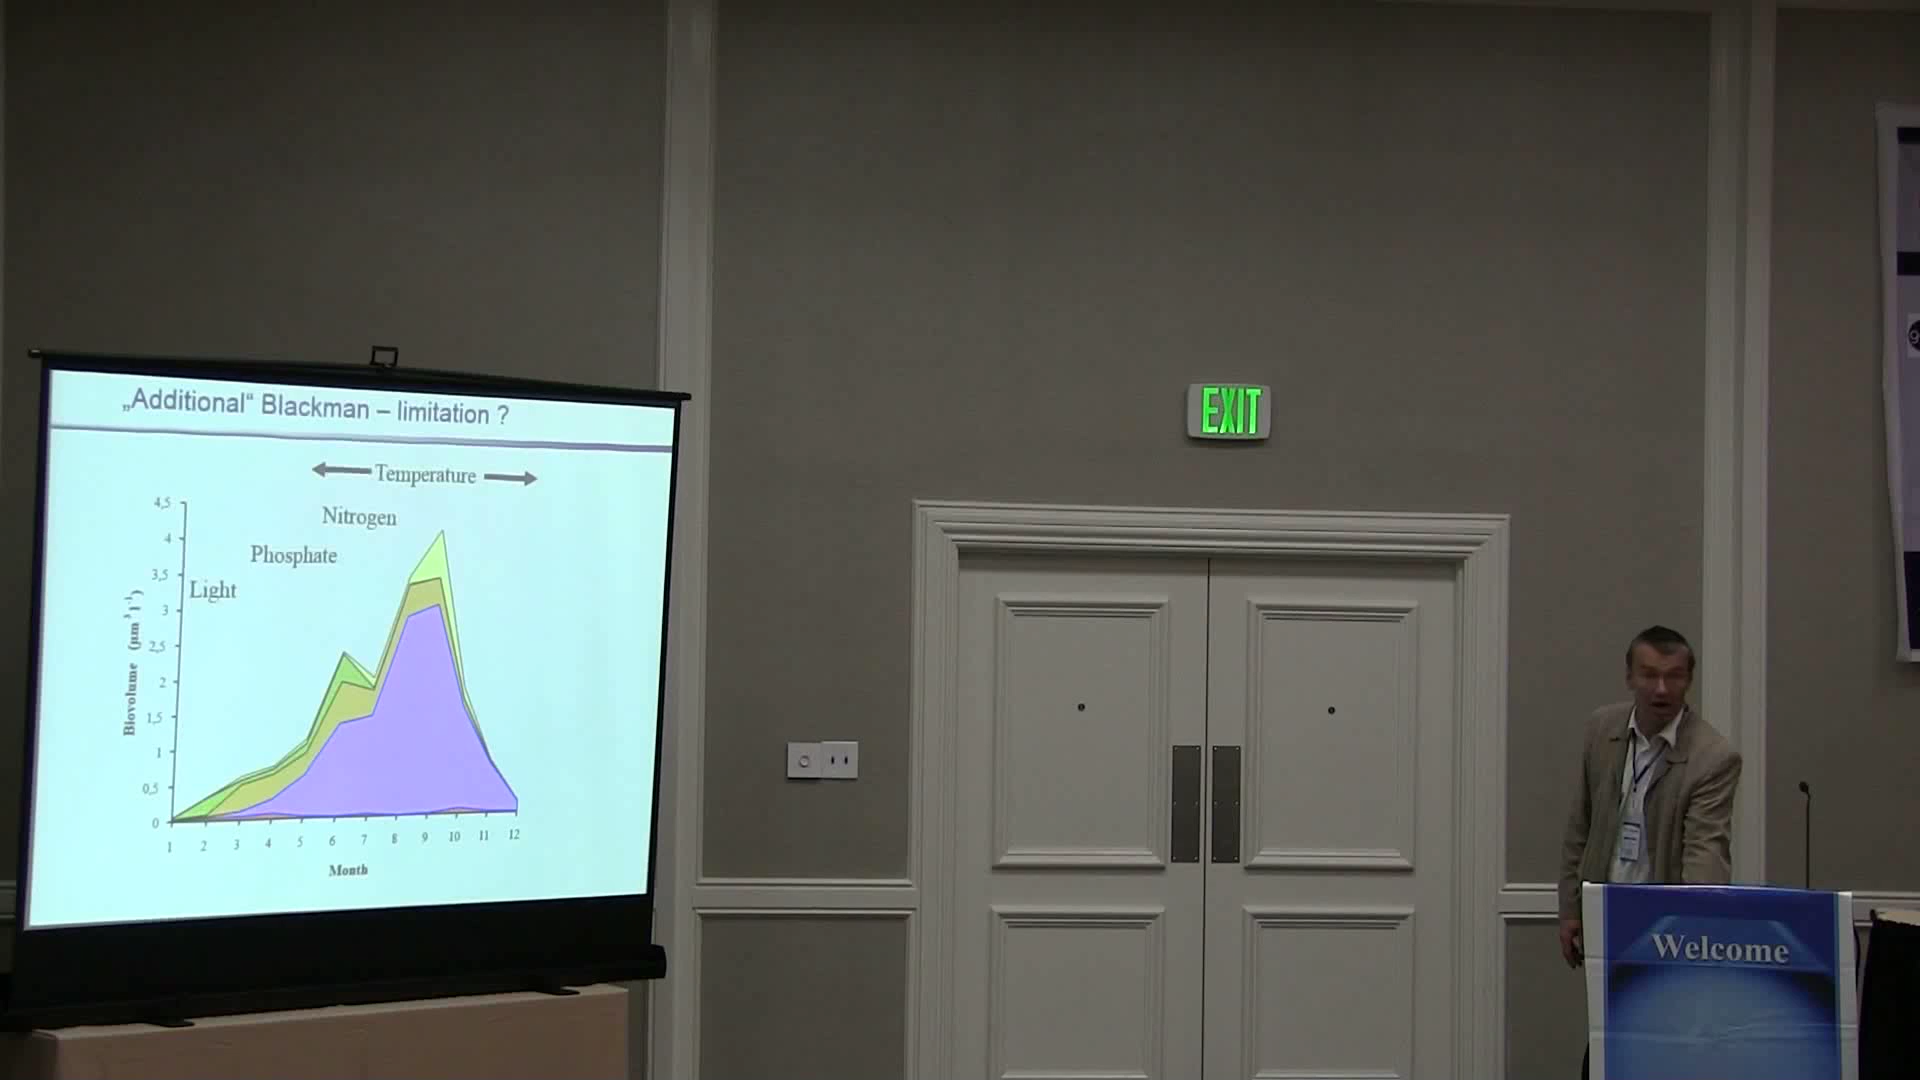 „Additional“ Blackman – limitation ?
Temperature
Nitrogen
Phosphate
Light
4,5
4
3,5
3
2,5
2
1,5
1
0,5
0
Biovolume (µm³ l⁻¹)
1 2 3 4 5 6 7 8 9 10 11 12
Month
EXIT
Welcome